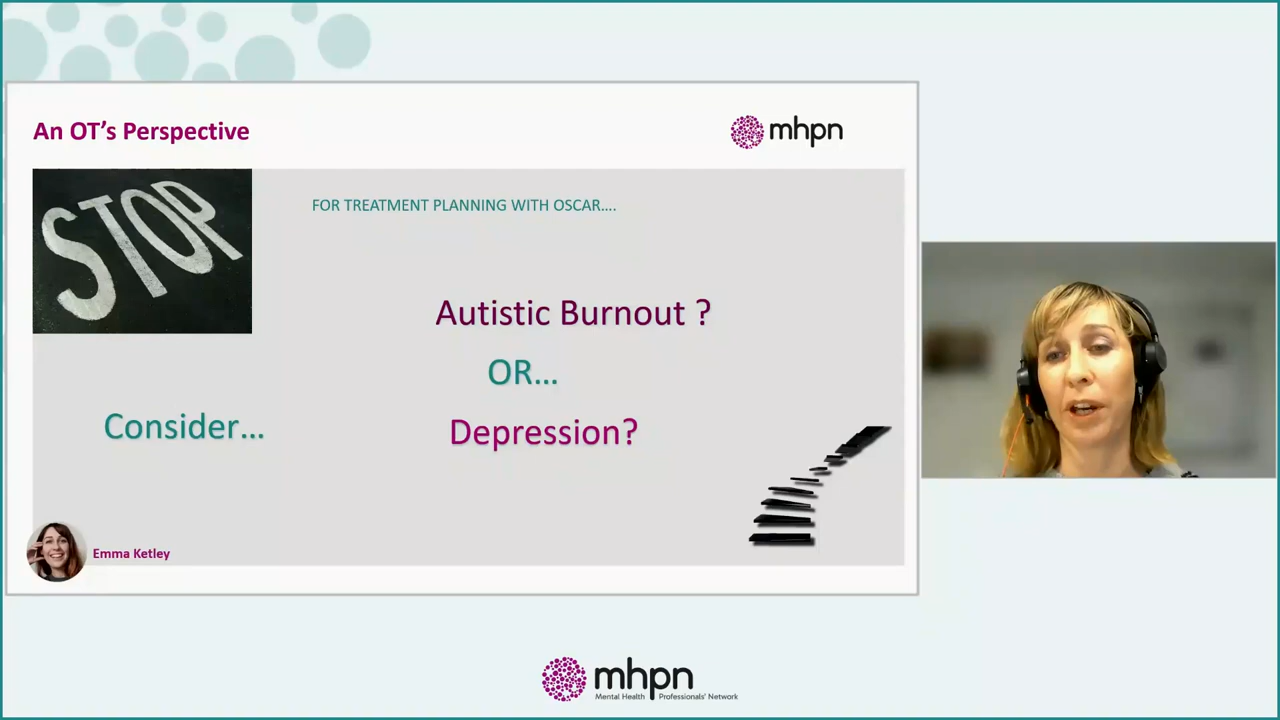 An OT's Perspective
mhpn
STOP
FOR TREATMENT PLANNING WITH OSCAR....
Autistic Burnout ?
OR...
Consider...
Depression?
Emma Ketley
mhpn
Mental Health Professionals' Network